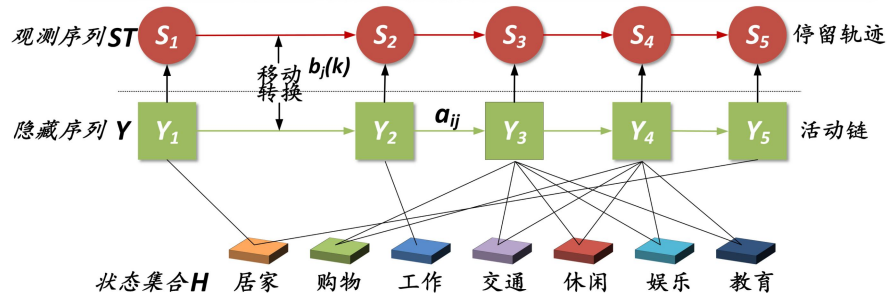 观测序列ST S₁ S₂ S₃ S₄ S₅ 停留轨迹
移动 bⱼ(k)
转换
隐藏序列 Y Y₁ Y₂ aᵢⱼ Y₃ Y₄ Y₅ 活动链
状态集合H 居家 购物 工作 交通 休闲 娱乐 教育